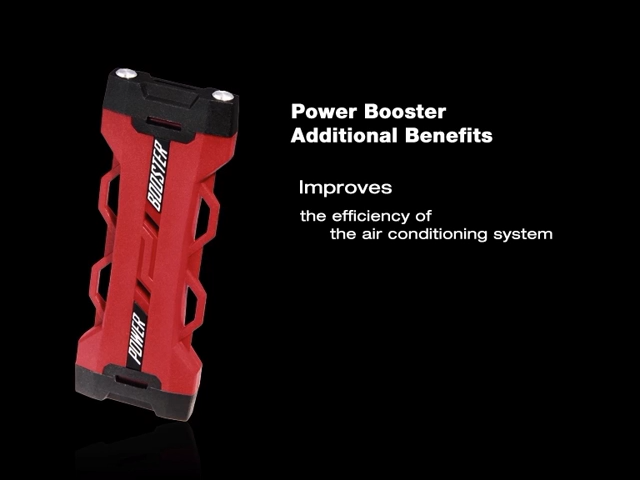 Power Booster
Additional Benefits
Improves
the efficiency of
the air conditioning system
BOOSTER
POWER